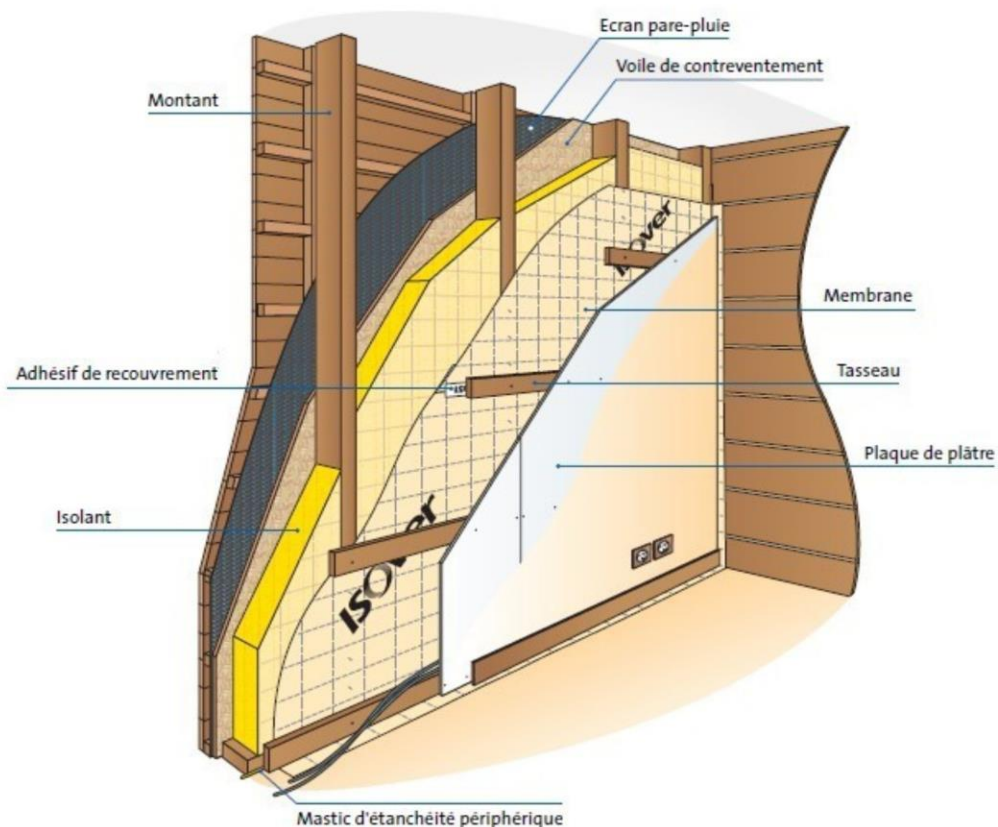 Ecran pare-pluie
Voile de contreventement
Montant
isover
Membrane
Adhésif de recouvrement
Tasseau
Plaque de plâtre
Isolant
ISOver
Mastic d'étanchéité périphérique